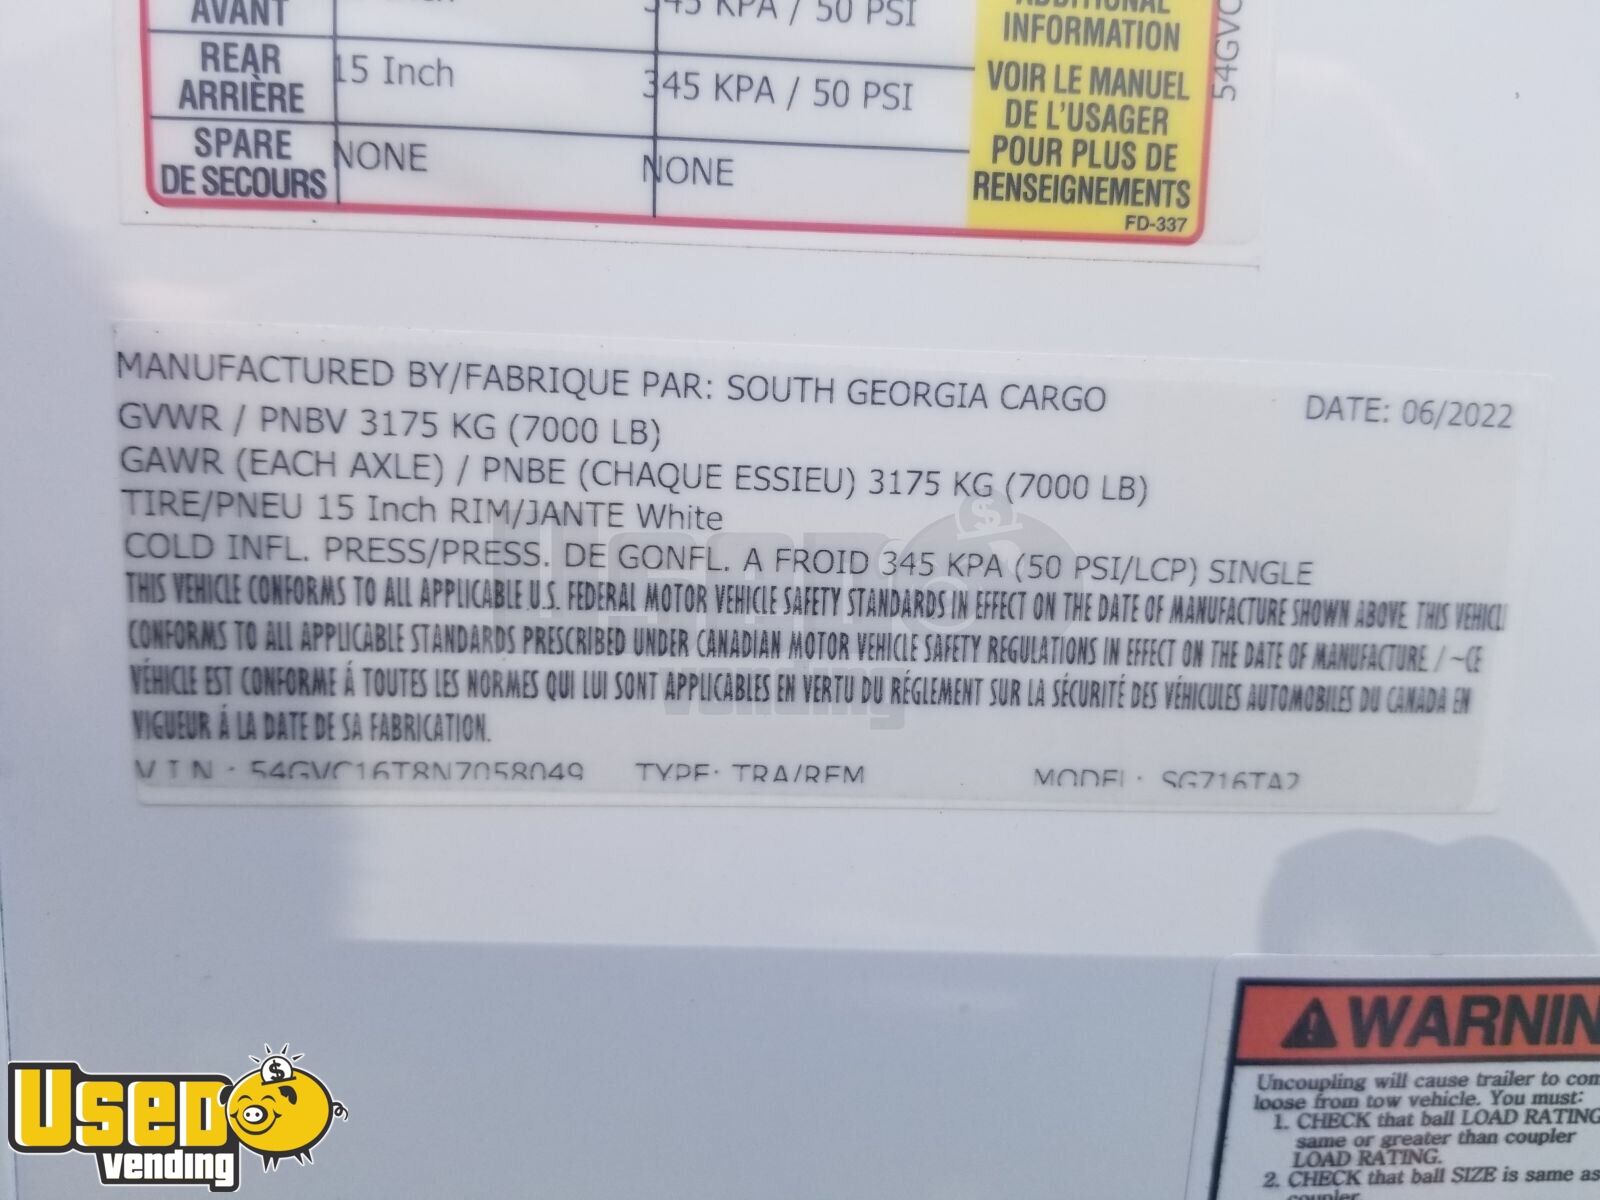 AVANT
345 KPA / 50 PSI
ADDITIONAL
INFORMATION
REAR
ARRIÈRE
15 Inch
345 KPA / 50 PSI
SPARE
DE SECOURS
NONE
NONE
VOIR LE MANUEL
DE L'USAGER
POUR PLUS DE
RENSEIGNEMENTS
FD-337
MANUFACTURED BY/FABRIQUE PAR: SOUTH GEORGIA CARGO
DATE: 06/2022
GVWR / PNBV 3175 KG (7000 LB)
GAWR (EACH AXLE) / PNBE (CHAQUE ESSIEU) 3175 KG (7000 LB)
TIRE/PNEU 15 Inch RIM/JANTE White
COLD INFL. PRESS/PRESS. DE GONFL. A FROID 345 KPA (50 PSI/LCP) SINGLE
THIS VEHICLE CONFORMS TO ALL APPLICABLE U.S. FEDERAL MOTOR VEHICLE SAFETY STANDARDS IN EFFECT ON THE DATE OF MANUFACTURE SHOWN ABOVE. THIS VEHICL
CONFORMS TO ALL APPLICABLE STANDARDS PRESCRIBED UNDER CANADIAN MOTOR VEHICLE SAFETY REGULATIONS IN EFFECT ON THE DATE OF MANUFACTURE. / ~CE
VÉHICLE EST CONFORME Á TOUTES LES NORMES QUI LUI SONT APPLICABLES EN VERTU DU RÉGLEMENT SUR LA SÉCURITÉ DES VÉHICULES AUTOMOBILES DU CANADA EN
VIGUEUR Á LA DATE DE SA FABRICATION.
V I N : 54GVC16T8N7058049 TYPE: TRA/REM MODEL: SG716TA2
WARNIN
Uncoupling will cause trailer to com
loose from tow vehicle. You must:
1. CHECK that ball LOAD RATING
same or greater than coupler
LOAD RATING.
2. CHECK that ball SIZE is same as
coupler
USED
vending